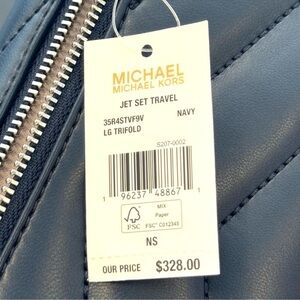 MICHAEL
MICHAEL KORS
JET SET TRAVEL
35R4STVF9V NAVY
LG TRIFOLD
S207-0002
1 96237 48867 1
FSC
MIX
Paper
FSC® C012345
NS
OUR PRICE $328.00